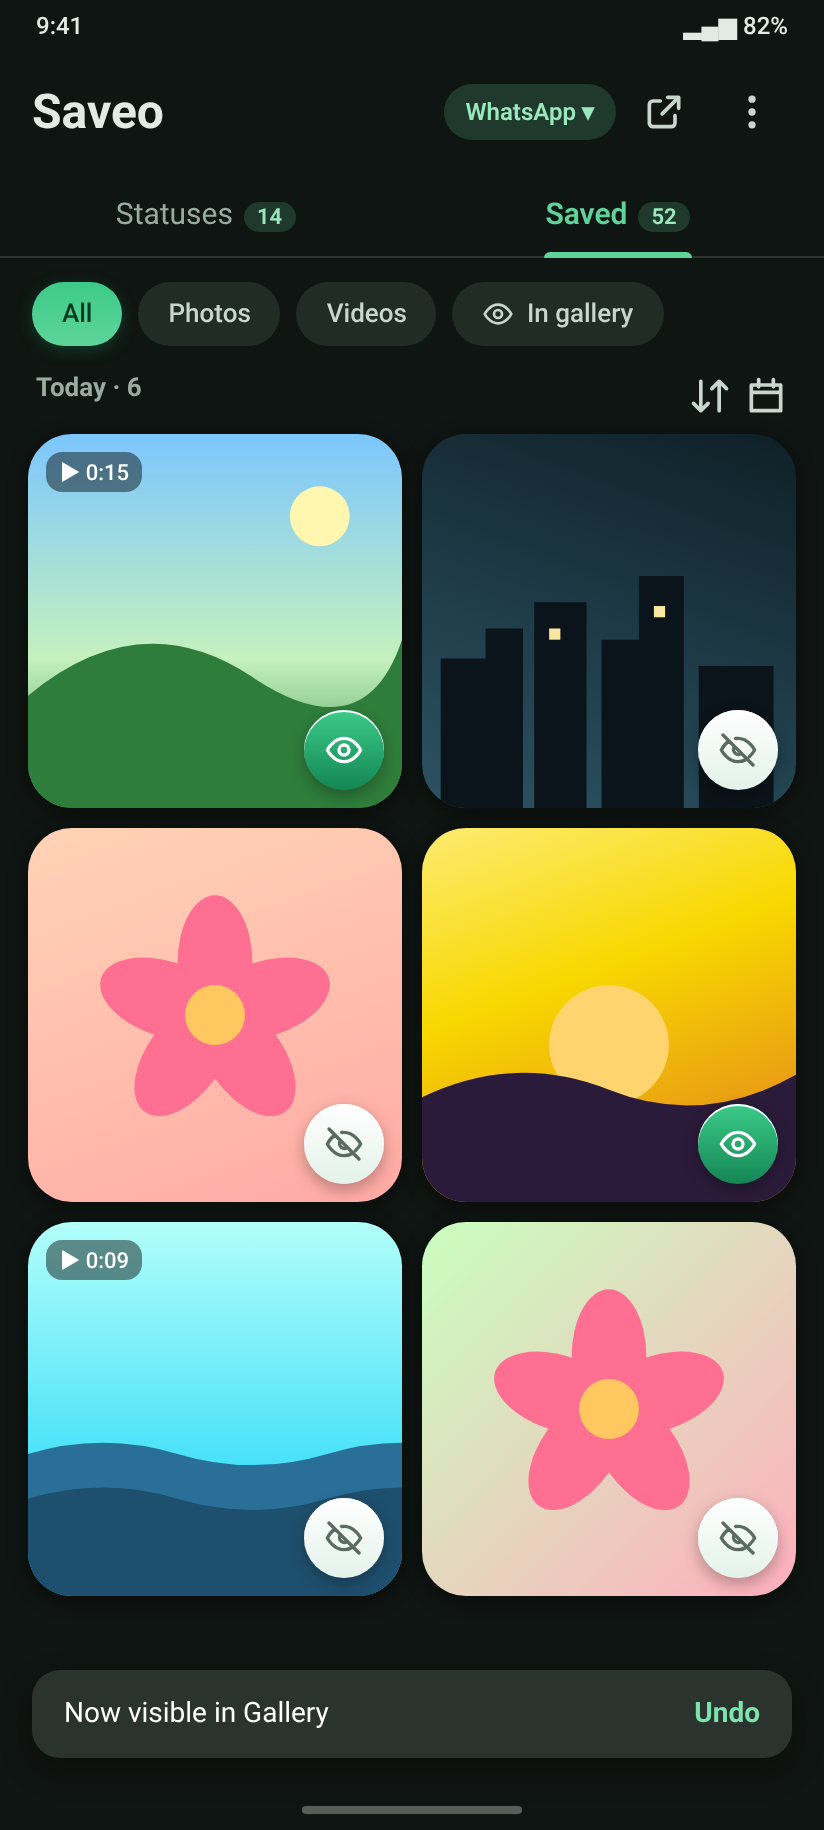 9:41 82%
Saveo WhatsApp ▾
Statuses 14 Saved 52
All Photos Videos In gallery
Today · 6
0:15
0:09
Now visible in Gallery Undo